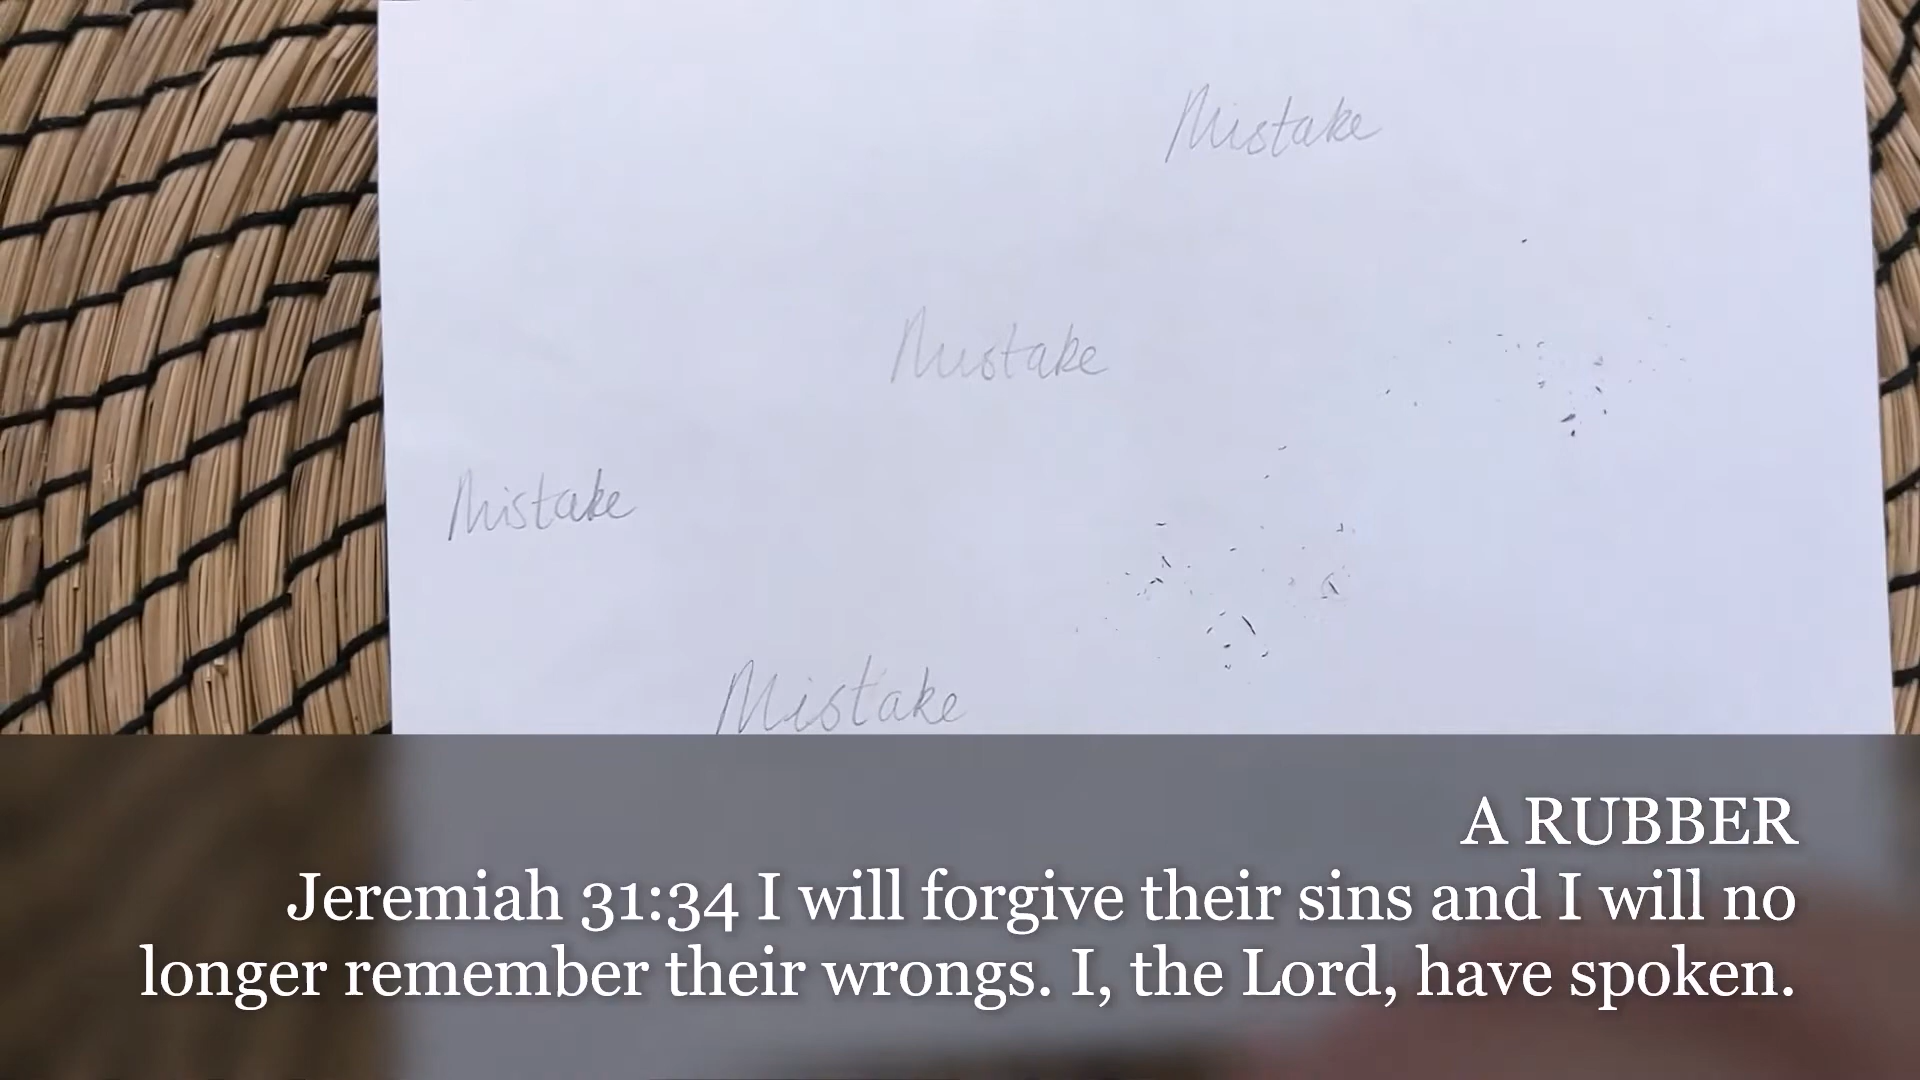 Mistake
Mistake
Mistake
Mistake
A RUBBER
Jeremiah 31:34 I will forgive their sins and I will no
longer remember their wrongs. I, the Lord, have spoken.